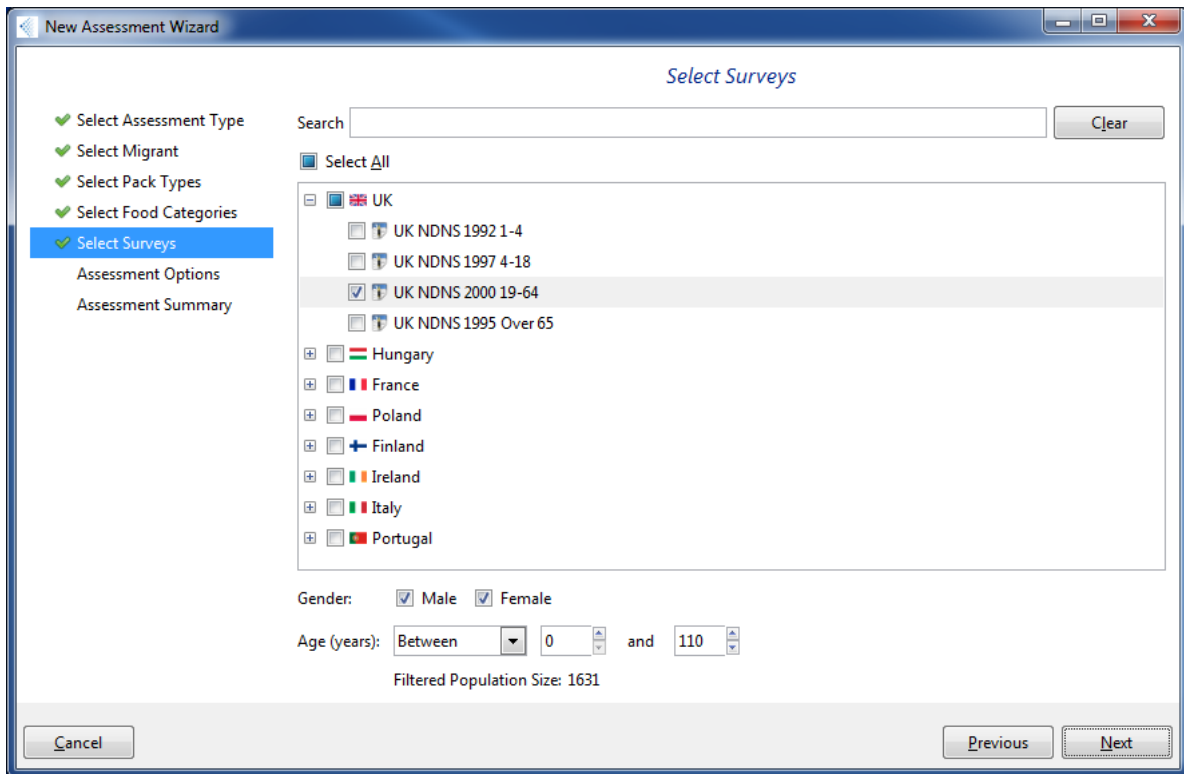 New Assessment Wizard
Select Surveys
Select Assessment Type
Select Migrant
Select Pack Types
Select Food Categories
Select Surveys
Assessment Options
Assessment Summary
Search Clear
Select All
UK
UK NDNS 1992 1-4
UK NDNS 1997 4-18
UK NDNS 2000 19-64
UK NDNS 1995 Over 65
Hungary
France
Poland
Finland
Ireland
Italy
Portugal
Gender: Male Female
Age (years): Between 0 and 110
Filtered Population Size: 1631
Cancel Previous Next